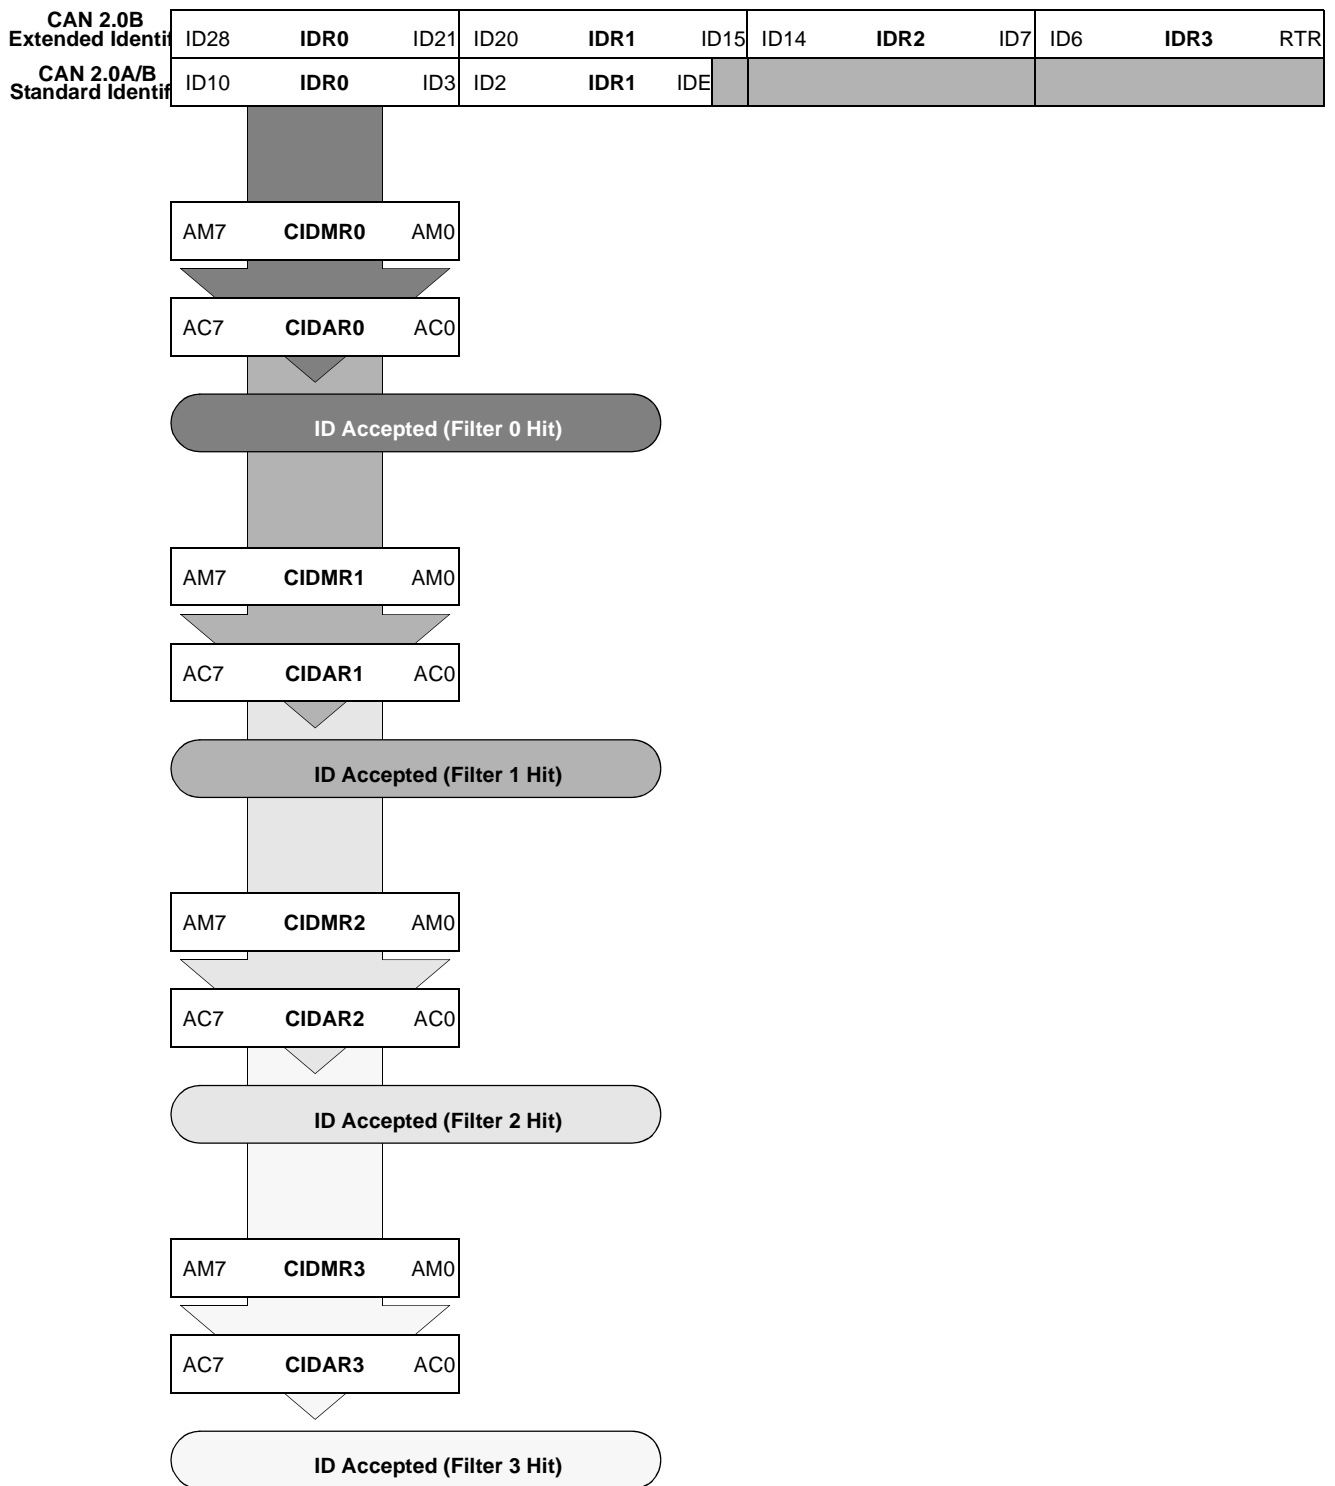 CAN 2.0B
Extended Identif ID28 IDR0 ID21 ID20 IDR1 ID15 ID14 IDR2 ID7 ID6 IDR3 RTR
CAN 2.0A/B
Standard Identif ID10 IDR0 ID3 ID2 IDR1 IDE
AM7 CIDMR0 AM0
AC7 CIDAR0 AC0
ID Accepted (Filter 0 Hit)
AM7 CIDMR1 AM0
AC7 CIDAR1 AC0
ID Accepted (Filter 1 Hit)
AM7 CIDMR2 AM0
AC7 CIDAR2 AC0
ID Accepted (Filter 2 Hit)
AM7 CIDMR3 AM0
AC7 CIDAR3 AC0
ID Accepted (Filter 3 Hit)